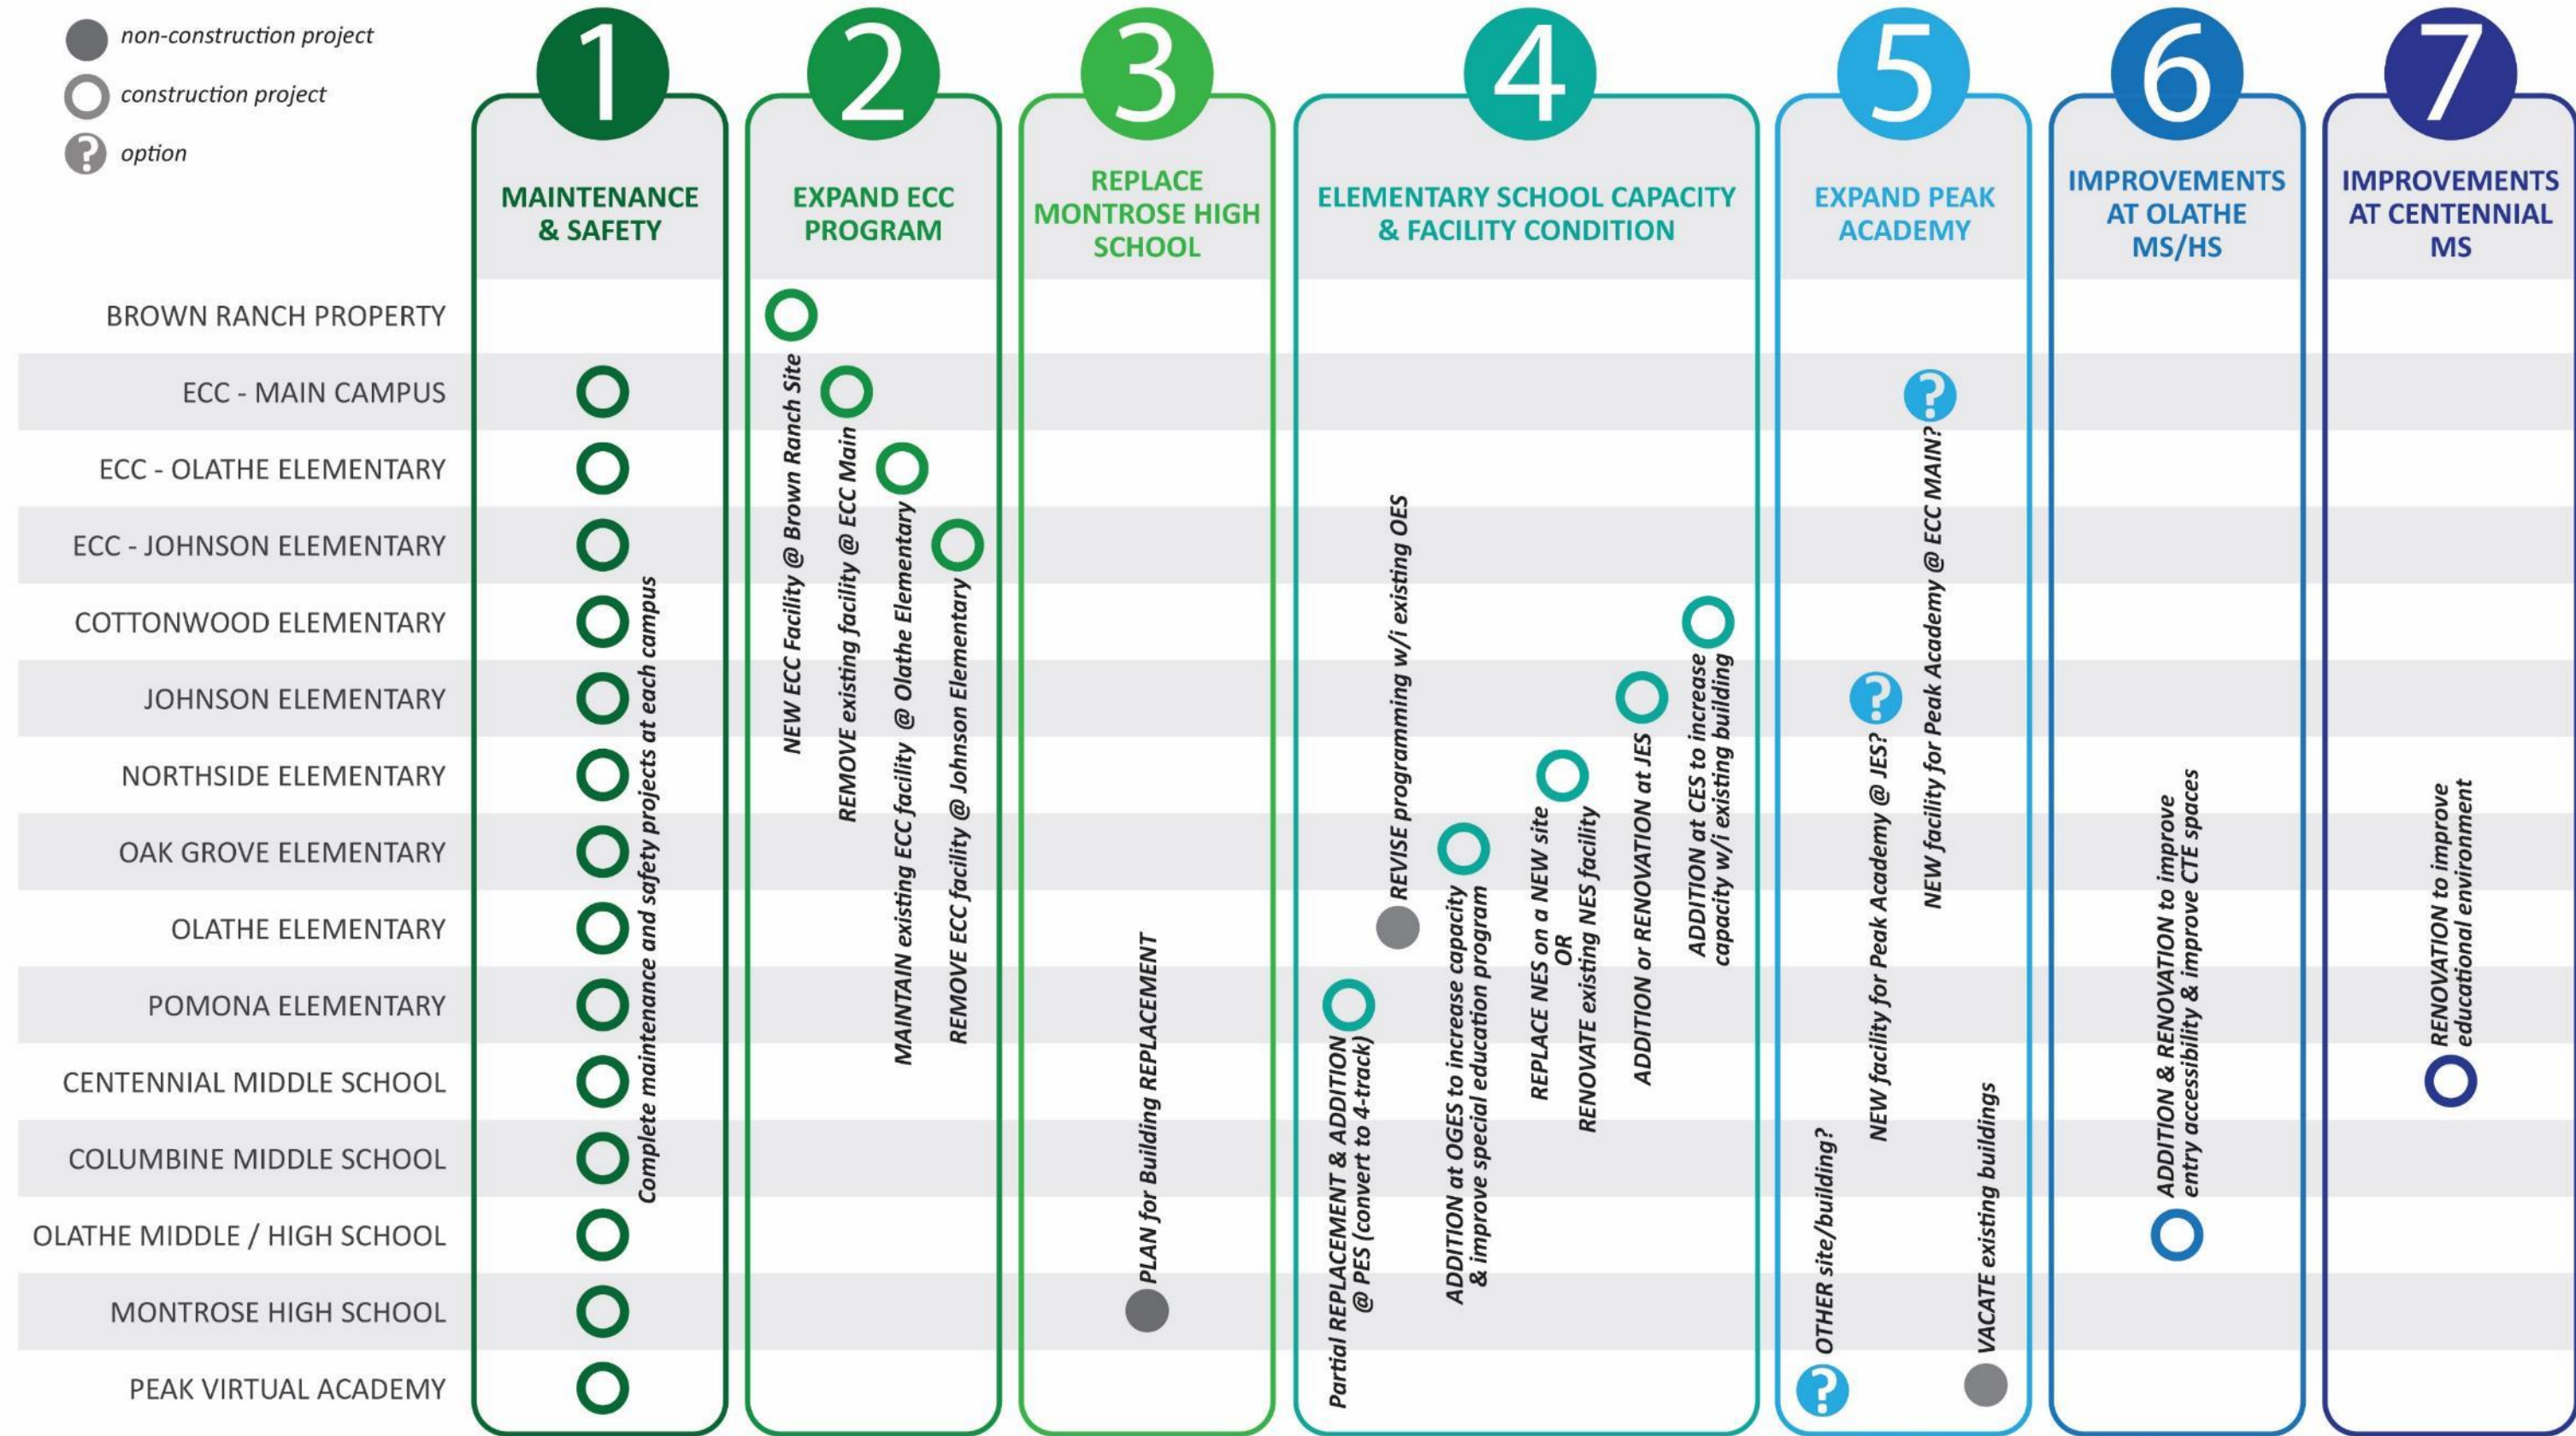 non-construction project
construction project
? option
1
MAINTENANCE
& SAFETY
2
EXPAND ECC
PROGRAM
3
REPLACE
MONTROSE HIGH
SCHOOL
4
ELEMENTARY SCHOOL CAPACITY
& FACILITY CONDITION
5
EXPAND PEAK
ACADEMY
6
IMPROVEMENTS
AT OLATHE
MS/HS
7
IMPROVEMENTS
AT CENTENNIAL
MS
BROWN RANCH PROPERTY
ECC - MAIN CAMPUS
ECC - OLATHE ELEMENTARY
ECC - JOHNSON ELEMENTARY
COTTONWOOD ELEMENTARY
JOHNSON ELEMENTARY
NORTHSIDE ELEMENTARY
OAK GROVE ELEMENTARY
OLATHE ELEMENTARY
POMONA ELEMENTARY
CENTENNIAL MIDDLE SCHOOL
COLUMBINE MIDDLE SCHOOL
OLATHE MIDDLE / HIGH SCHOOL
MONTROSE HIGH SCHOOL
PEAK VIRTUAL ACADEMY
Complete maintenance and safety projects at each campus
NEW ECC Facility @ Brown Ranch Site
REMOVE existing facility @ ECC Main
MAINTAIN existing ECC facility @ Olathe Elementary
REMOVE ECC facility @ Johnson Elementary
PLAN for Building REPLACEMENT
Partial REPLACEMENT & ADDITION
@ PES (convert to 4-track)
REVISE programming w/i existing OES
ADDITION at OGES to increase capacity
& improve special education program
REPLACE NES on a NEW site
OR
RENOVATE existing NES facility
ADDITION or RENOVATION at JES
ADDITION at CES to increase
capacity w/i existing building
?
OTHER site/building?
?
NEW facility for Peak Academy @ JES?
?
NEW facility for Peak Academy @ ECC MAIN?
VACATE existing buildings
ADDITION & RENOVATION to improve
entry accessibility & improve CTE spaces
RENOVATION to improve
educational environment